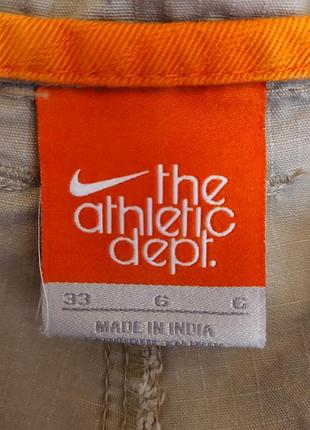 the
athletic
dept.
33 6 G
MADE IN INDIA